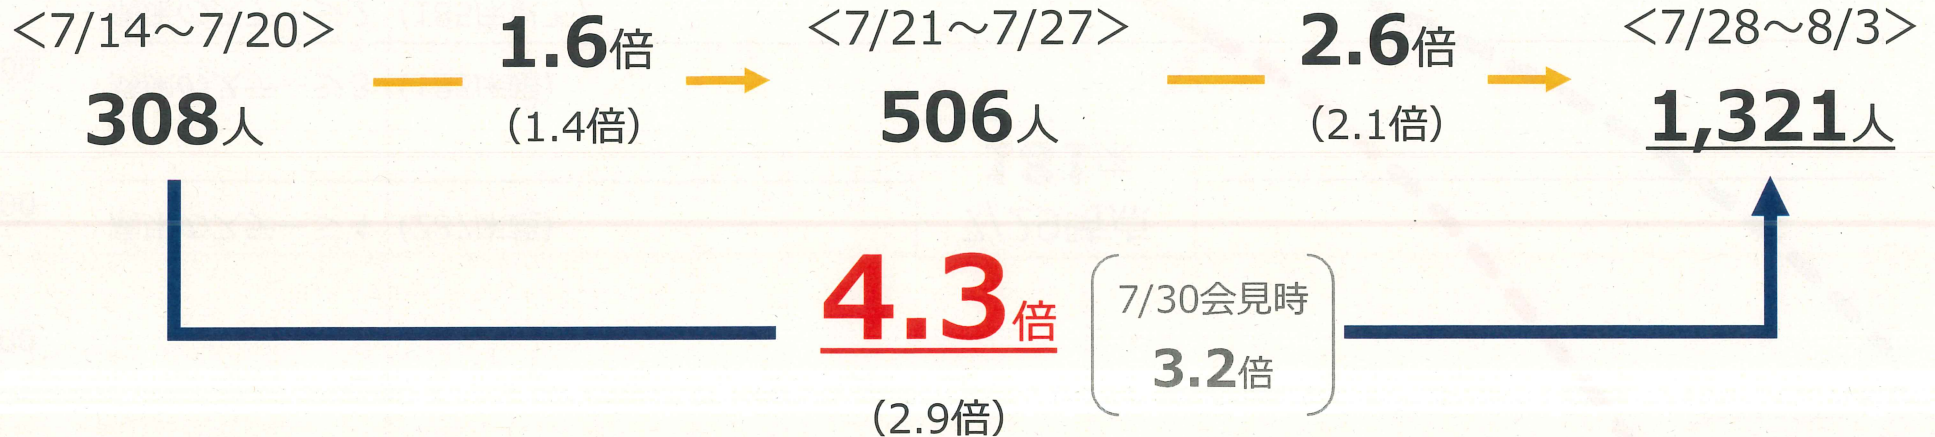 <7/14～7/20>
308人
1.6倍
(1.4倍)
<7/21～7/27>
506人
2.6倍
(2.1倍)
<7/28～8/3>
1,321人
4.3倍
(2.9倍)
7/30会見時
3.2倍